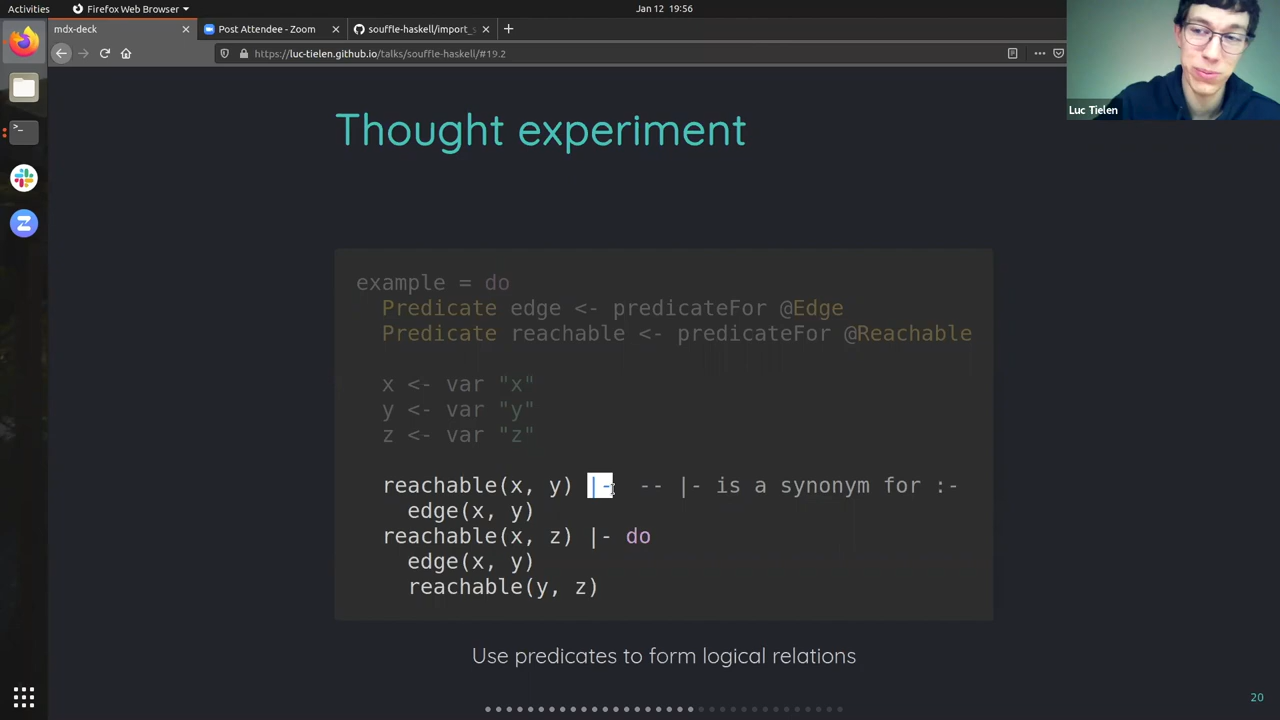 Activities
Firefox Web Browser
Jan 12 19:56
mdx-deck
Post Attendee - Zoom
souffle-haskell/import_s
https://luc-tielen.github.io/talks/souffle-haskell/#19.2
Luc Tielen
Thought experiment
example = do
Predicate edge <- predicateFor @Edge
Predicate reachable <- predicateFor @Reachable
x <- var "x"
y <- var "y"
z <- var "z"
reachable(x, y) |- -- |- is a synonym for :-
edge(x, y)
reachable(x, z) |- do
edge(x, y)
reachable(y, z)
Use predicates to form logical relations
20